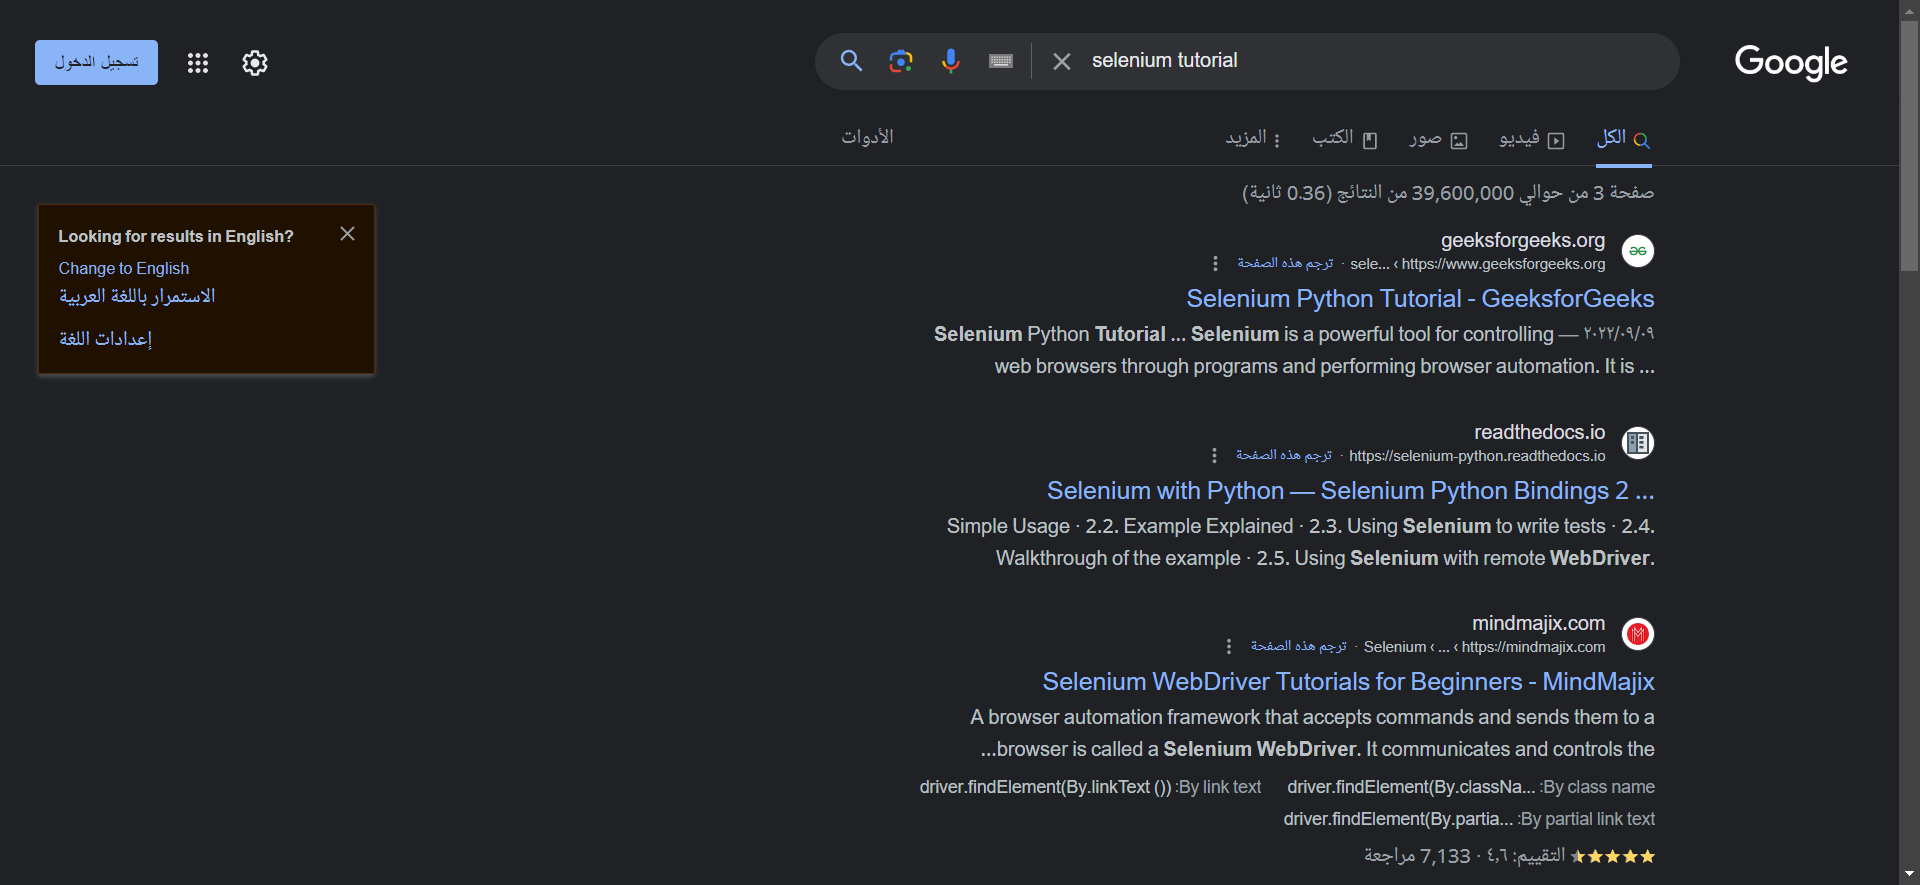 Google
selenium tutorial
تسجيل الدخول
الكل
فيديو
صور
الكتب
المزيد
الأدوات
صفحة 3 من حوالي 39,600,000 من النتائج (0.36 ثانية)
Looking for results in English?
Change to English
الاستمرار باللغة العربية
إعدادات اللغة
geeksforgeeks.org
https://www.geeksforgeeks.org › sele... · ترجم هذه الصفحة
Selenium Python Tutorial - GeeksforGeeks
٢٠٢٢/٠٩/٠٩ — Selenium Python Tutorial ... Selenium is a powerful tool for controlling
web browsers through programs and performing browser automation. It is ...
readthedocs.io
https://selenium-python.readthedocs.io · ترجم هذه الصفحة
Selenium with Python — Selenium Python Bindings 2 ...
Simple Usage · 2.2. Example Explained · 2.3. Using Selenium to write tests · 2.4.
Walkthrough of the example · 2.5. Using Selenium with remote WebDriver.
mindmajix.com
https://mindmajix.com › ... › Selenium · ترجم هذه الصفحة
Selenium WebDriver Tutorials for Beginners - MindMajix
A browser automation framework that accepts commands and sends them to a
browser is called a Selenium WebDriver. It communicates and controls the...
By class name: driver.findElement(By.classNa... By link text: driver.findElement(By.linkText ())
By partial link text: driver.findElement(By.partia...
التقييم: ٤,٦ · 7,133 مراجعة